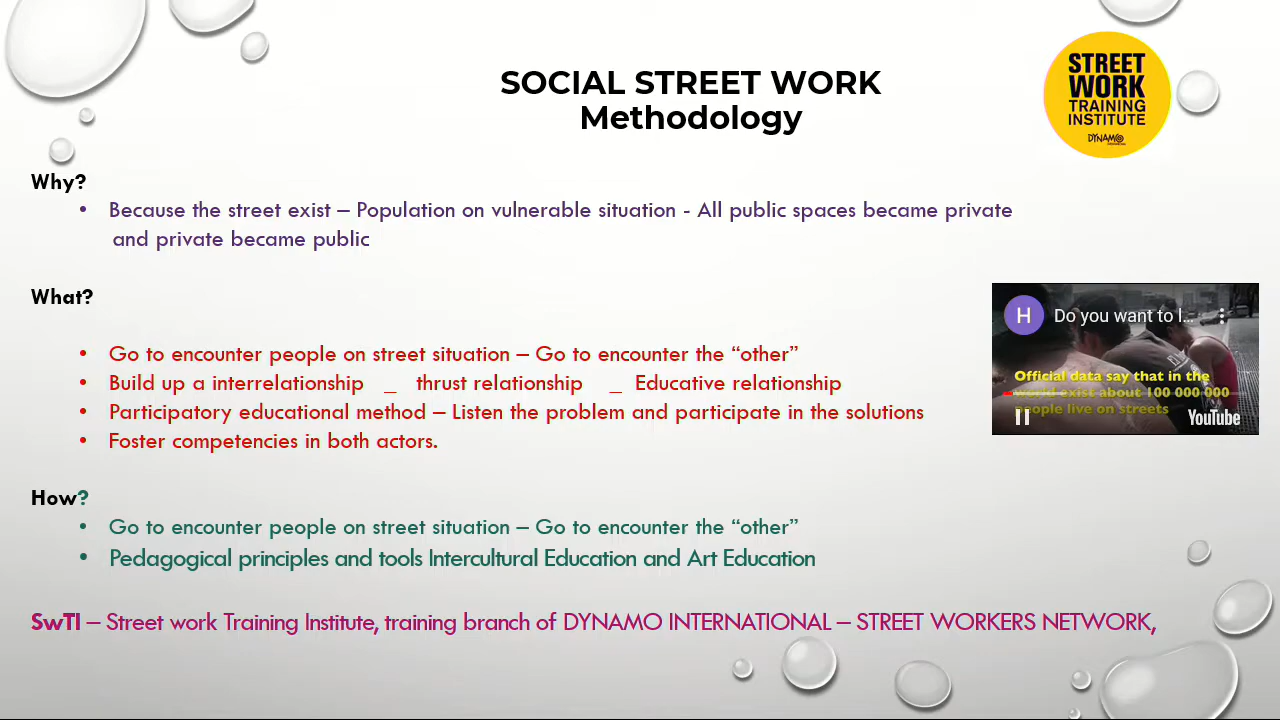 SOCIAL STREET WORK
Methodology
STREET
WORK
TRAINING
INSTITUTE
DYNAMO
Why?
• Because the street exist – Population on vulnerable situation - All public spaces became private
and private became public
What?
• Go to encounter people on street situation – Go to encounter the “other”
• Build up a interrelationship _ thrust relationship _ Educative relationship
• Participatory educational method – Listen the problem and participate in the solutions
• Foster competencies in both actors.
H Do you want to l...
Official data say that in the
world exist about 100 000 000
people live on streets
YouTube
How?
• Go to encounter people on street situation – Go to encounter the “other”
• Pedagogical principles and tools Intercultural Education and Art Education
SwTI – Street work Training Institute, training branch of DYNAMO INTERNATIONAL – STREET WORKERS NETWORK,